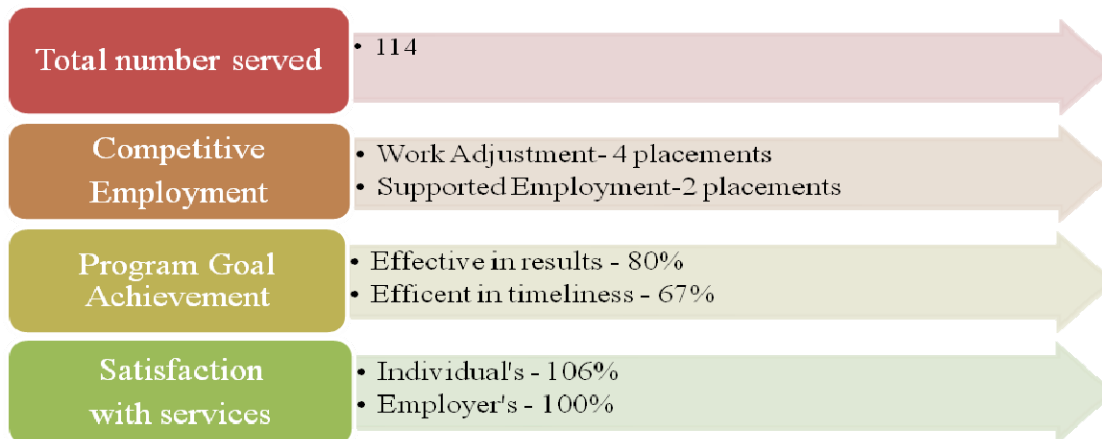 Total number served
• 114
Competitive
Employment
• Work Adjustment- 4 placements
• Supported Employment-2 placements
Program Goal
Achievement
• Effective in results - 80%
• Efficent in timeliness - 67%
Satisfaction
with services
• Individual's - 106%
• Employer's - 100%